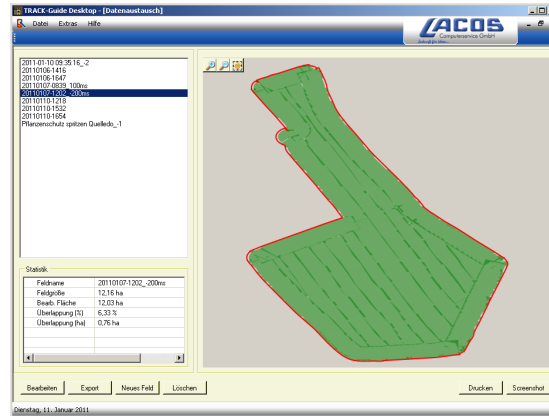 TRACK-Guide Desktop - [Datenaustausch]
Datei Extras Hilfe
LACOS
Computerservice GmbH
2011-01-10 09:35:16_-2
20110106-1416
20110106-1647
20110107-0839_100ms
20110107-1202_-200ms
20110110-1218
20110110-1532
20110110-1654
Pflanzenschutz spritzen Quelledo_-1
Statistik
Feldname 20110107-1202_-200ms
Feldgröße 12,16 ha
Bearb. Fläche 12,03 ha
Überlappung (%) 6,33 %
Überlappung (ha) 0,76 ha
Bearbeiten Export Neues Feld Löschen Drucken Screenshot
Dienstag, 11. Januar 2011